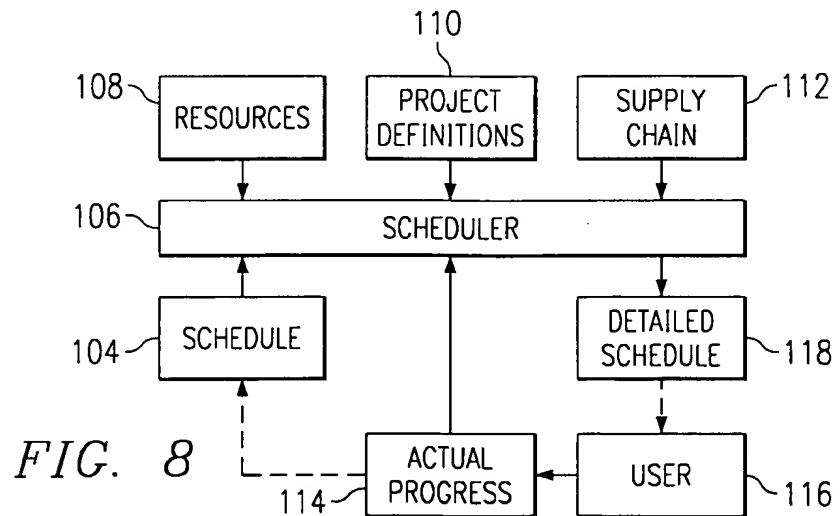 110
108
RESOURCES
PROJECT
DEFINITIONS
SUPPLY
CHAIN
112
106
SCHEDULER
104
SCHEDULE
DETAILED
SCHEDULE
118
FIG. 8
114
ACTUAL
PROGRESS
USER
116